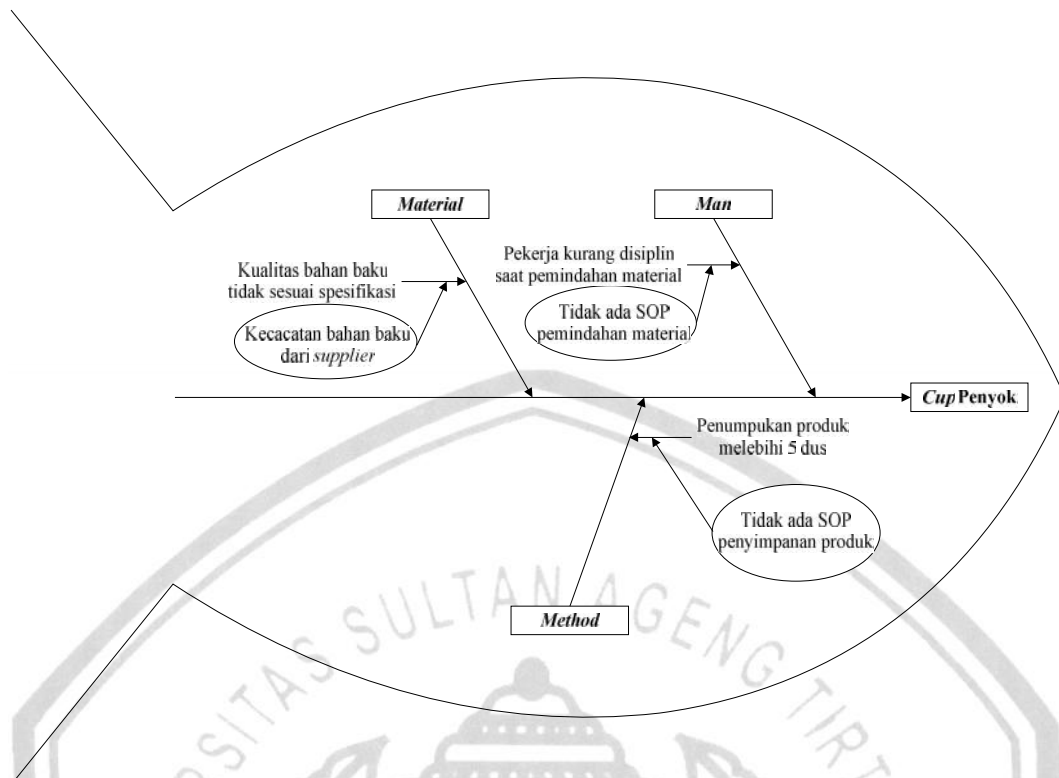 Material
Man
Kualitas bahan baku
tidak sesuai spesifikasi
Kecacatan bahan baku
dari supplier
Pekerja kurang disiplin
saat pemindahan material
Tidak ada SOP
pemindahan material
Cup Penyok
Penumpukan produk
melebihi 5 dus
Tidak ada SOP
penyimpanan produk
Method
SULTAN AGENG